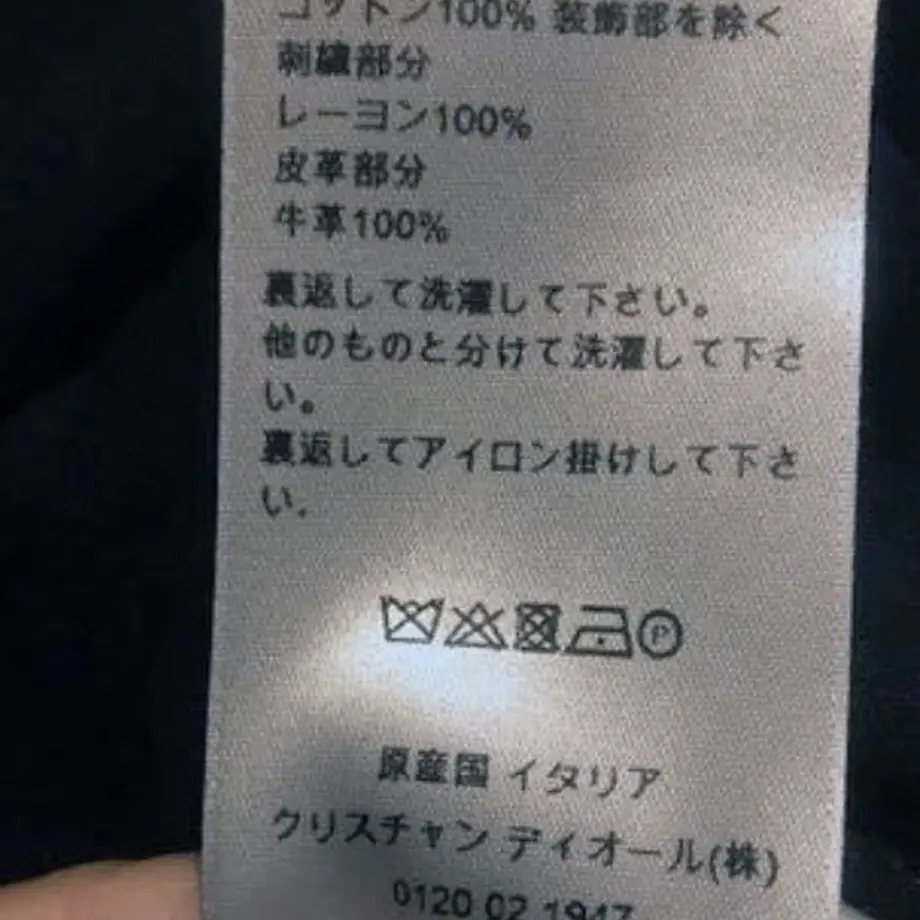 コットン100% 装飾部を除く
刺繍部分
レーヨン100%
皮革部分
牛革100%
裏返して洗濯して下さい。
他のものと分けて洗濯して下さ
い。
裏返してアイロン掛けして下さ
い.
P
原産国 イタリア
クリスチャン ディオール(株)
0120 02 1947